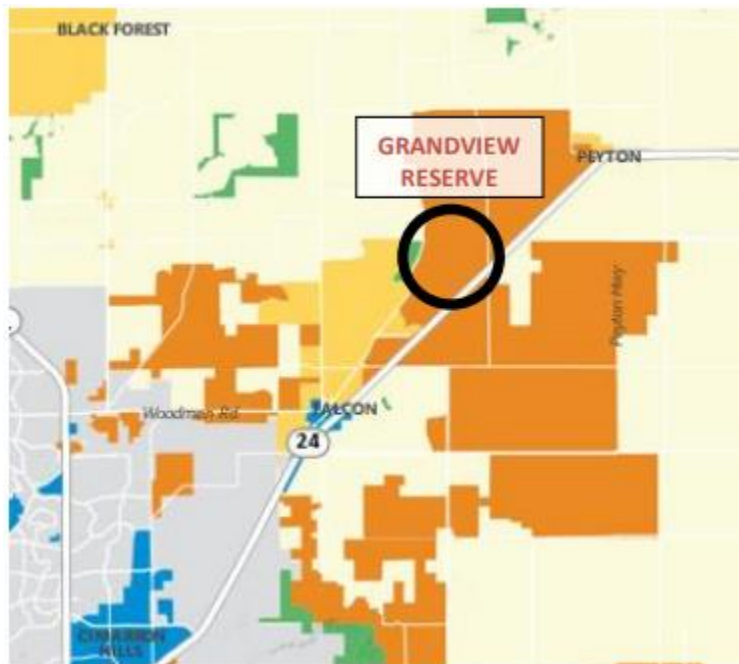 BLACK FOREST
GRANDVIEW
RESERVE
PEYTON
Peyton Hwy
Woodmen Rd
FALCON
24
CIMARRON
HILLS